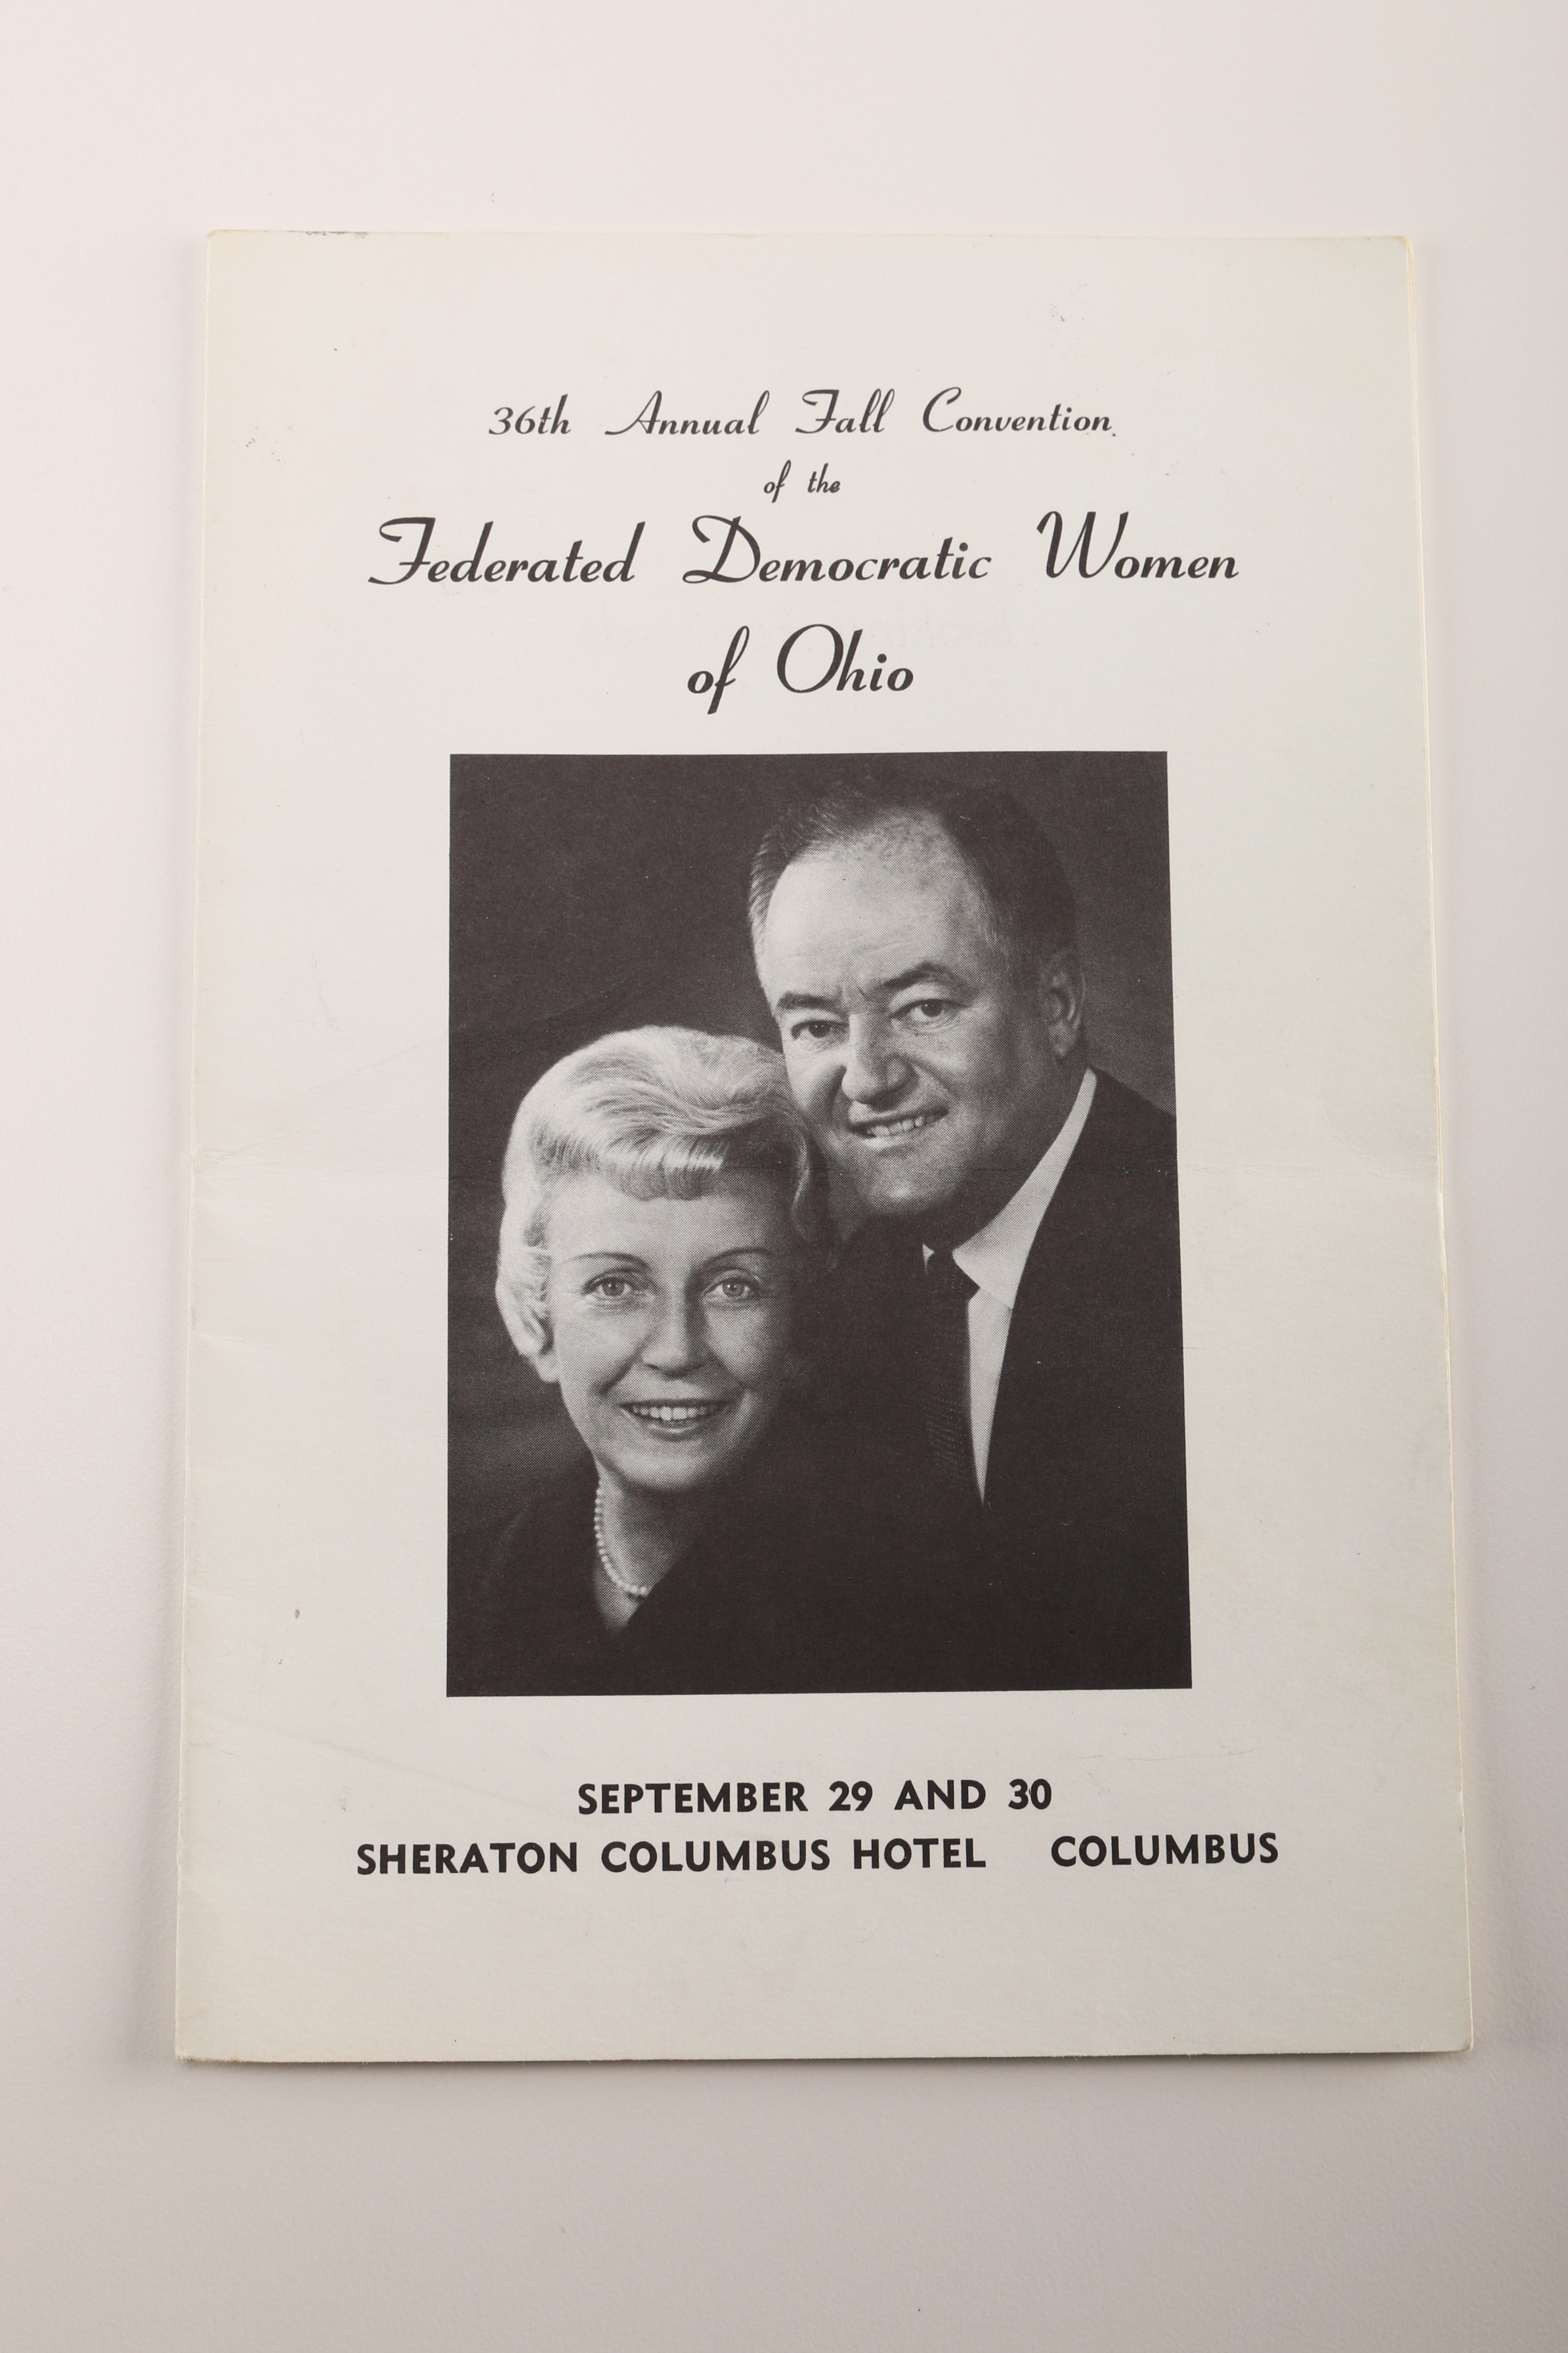 36th Annual Fall Convention
of the
Federated Democratic Women
of Ohio
SEPTEMBER 29 AND 30
SHERATON COLUMBUS HOTEL COLUMBUS